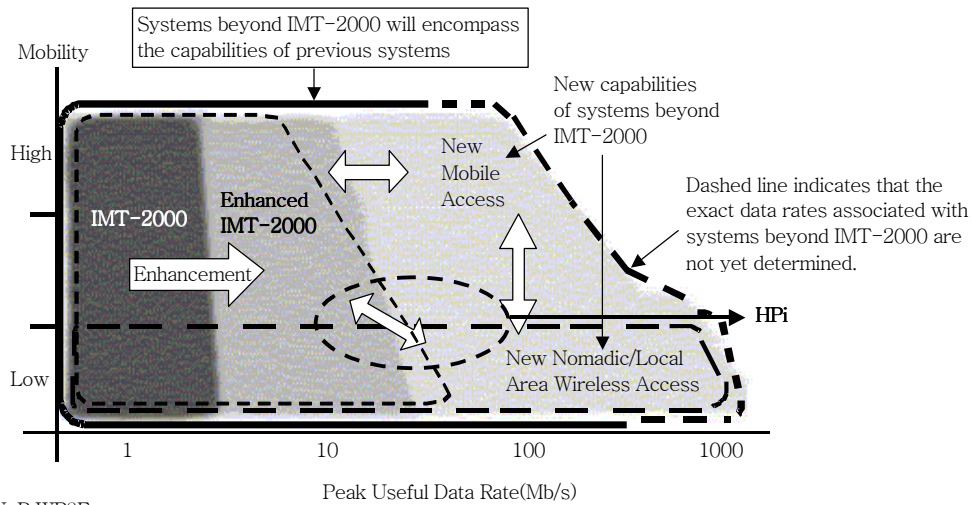 Systems beyond IMT-2000 will encompass
the capabilities of previous systems
Mobility
New capabilities
of systems beyond
IMT-2000
High
New
Mobile
Access
Dashed line indicates that the
exact data rates associated with
systems beyond IMT-2000 are
not yet determined.
IMT-2000
Enhanced
IMT-2000
Enhancement
HPi
Low
New Nomadic/Local
Area Wireless Access
1 10 100 1000
Peak Useful Data Rate(Mb/s)